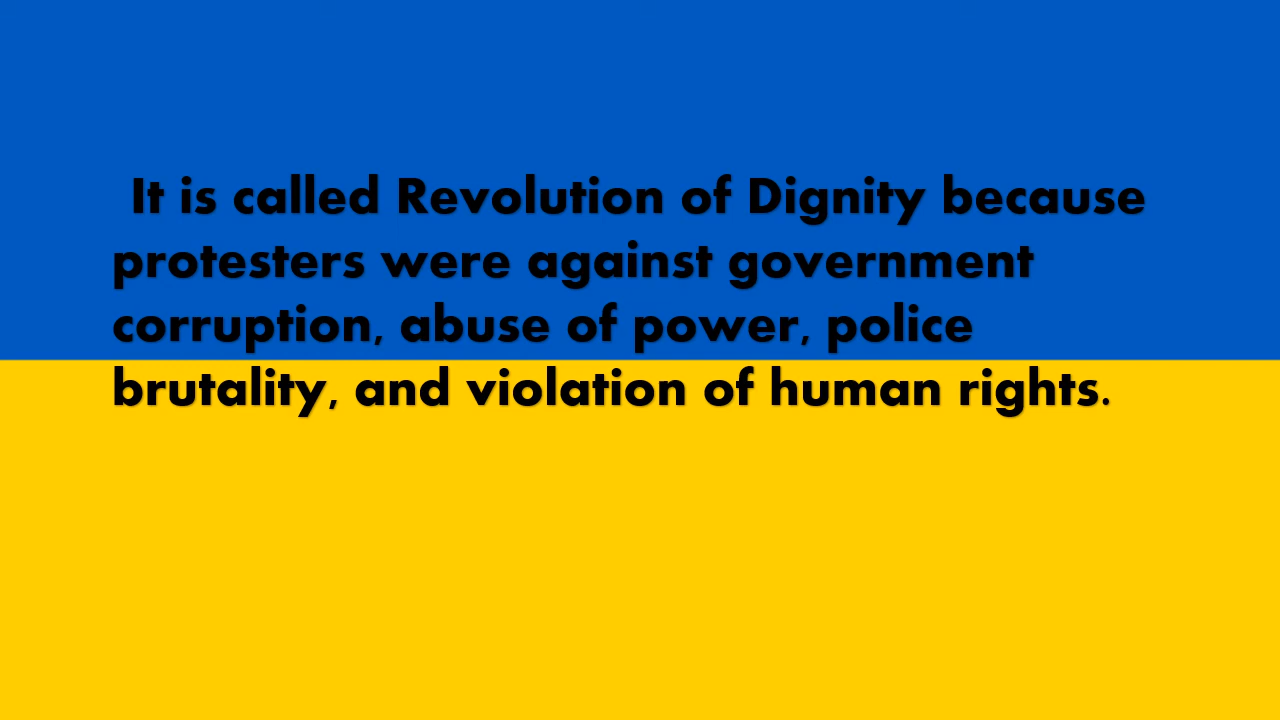 It is called Revolution of Dignity because
protesters were against government
corruption, abuse of power, police
brutality, and violation of human rights.